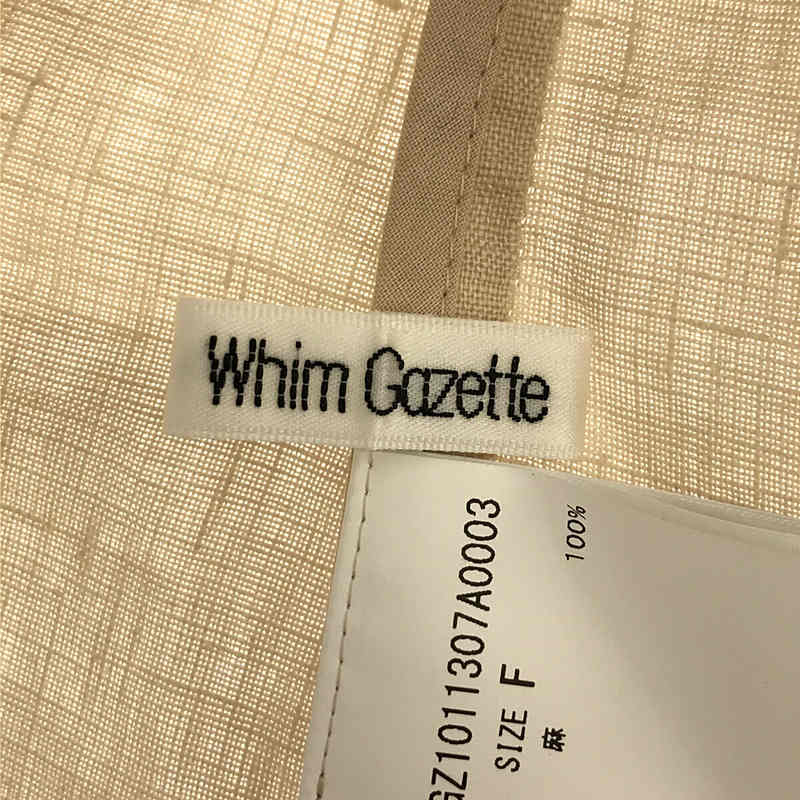 Whim Gazette
GZ1011307A0003
SIZE F
麻 100%